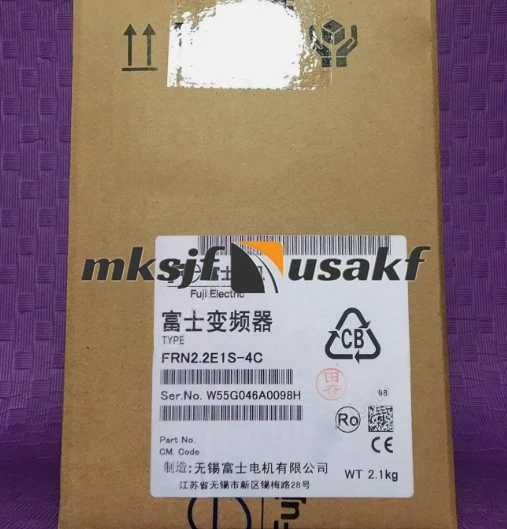 mksjf usakf
Fuji Electric
富士变频器
TYPE
FRN2.2E1S-4C
CB
Ser.No. W55G046A0098H
98
Ro
Part No.
CM. Code
CE
制造:无锡富士电机有限公司
WT 2.1kg
江苏省无锡市新区锡梅路28号